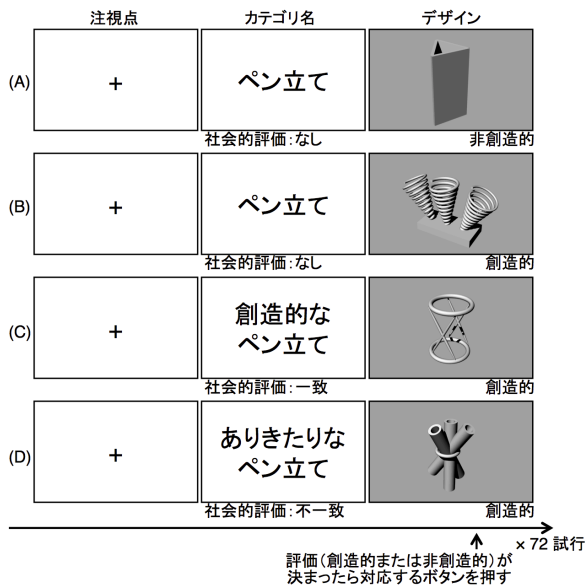 注視点 カテゴリ名 デザイン
(A) + ペン立て
社会的評価:なし 非創造的
(B) + ペン立て
社会的評価:なし 創造的
(C) + 創造的な
ペン立て
社会的評価:一致 創造的
(D) + ありきたりな
ペン立て
社会的評価:不一致 創造的
× 72 試行
評価(創造的または非創造的)が
決まったら対応するボタンを押す